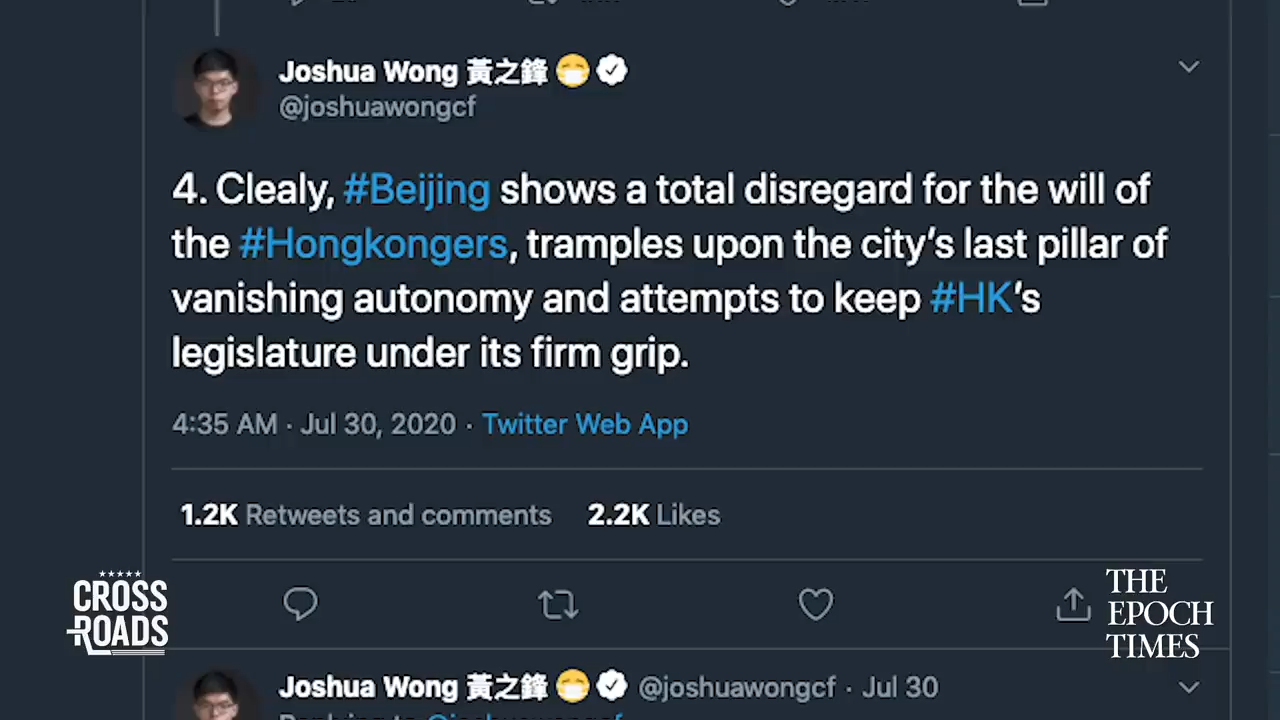 Joshua Wong 黃之鋒 😷
@joshuawongcf
4. Clealy, #Beijing shows a total disregard for the will of
the #Hongkongers, tramples upon the city's last pillar of
vanishing autonomy and attempts to keep #HK's
legislature under its firm grip.
4:35 AM · Jul 30, 2020 · Twitter Web App
1.2K Retweets and comments 2.2K Likes
CROSS
ROADS
THE
EPOCH
TIMES
Joshua Wong 黃之鋒 😷 @joshuawongcf · Jul 30
Replying to @joshuawongcf